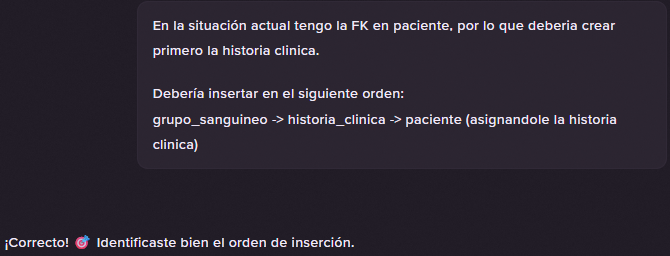 En la situación actual tengo la FK en paciente, por lo que deberia crear
primero la historia clinica.
Debería insertar en el siguiente orden:
grupo_sanguineo -> historia_clinica -> paciente (asignandole la historia
clinica)
¡Correcto! 🎯 Identificaste bien el orden de inserción.